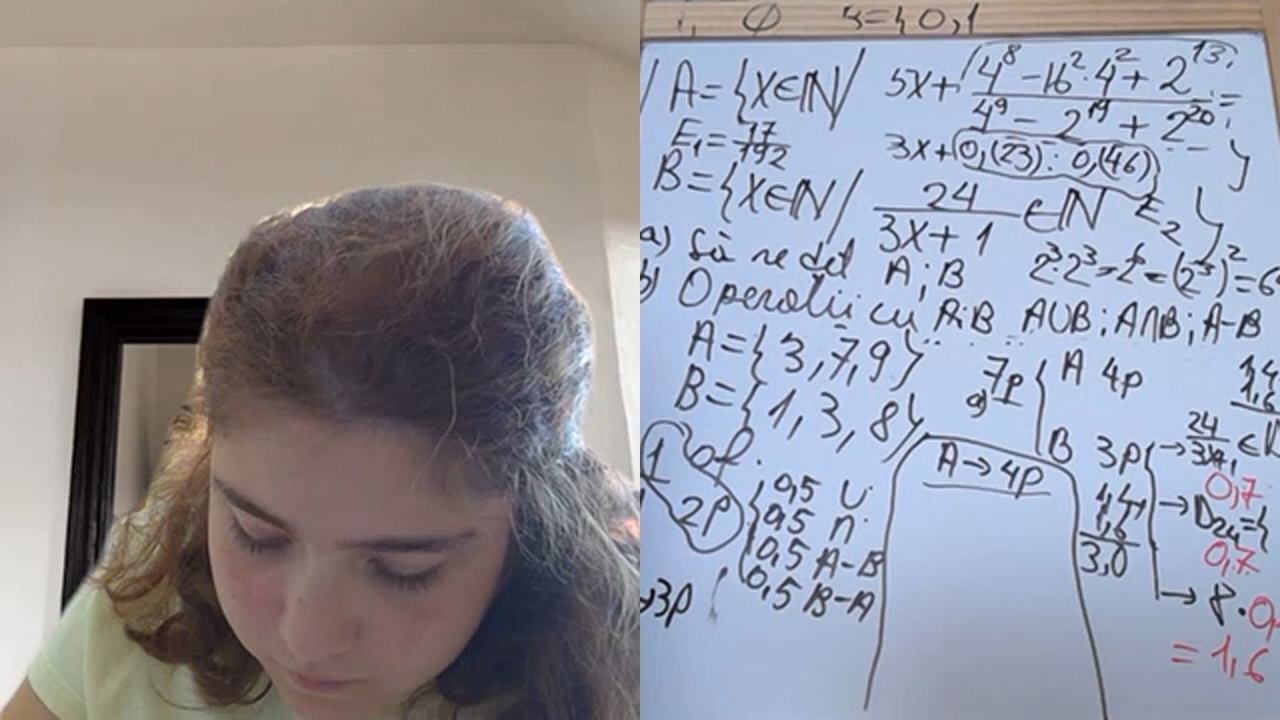 Ø = {0,1
A = {x∈ℕ / 5x + 4⁸ - 16² · 4² + 2¹³ : =
4⁹ - 2¹⁹ + 2²⁰ :
E₁ = 17/192 3x + 0,(23) : 0,(46) }
B = {x∈ℕ / 24/3x+1 ∈ℕ E₂ }
a) Să se det A; B 2³·2³ = 2⁶ = (2³)² = 6
b) Operatii cu A;B A∪B; A∩B; A-B
A = {3, 7, 9} 7p { A 4p
B = {1, 3, 8} a) B 3p { → 24/3x+1 ∈ℕ
1 of. A → 4p 0,7
2p { 0,5 ∪ 1,4 → D₂₄ = {
0,5 ∩ 1,6 0,7
0,5 A-B 3,0
0,5 B-A → 8 · 0,
3p = 1,6